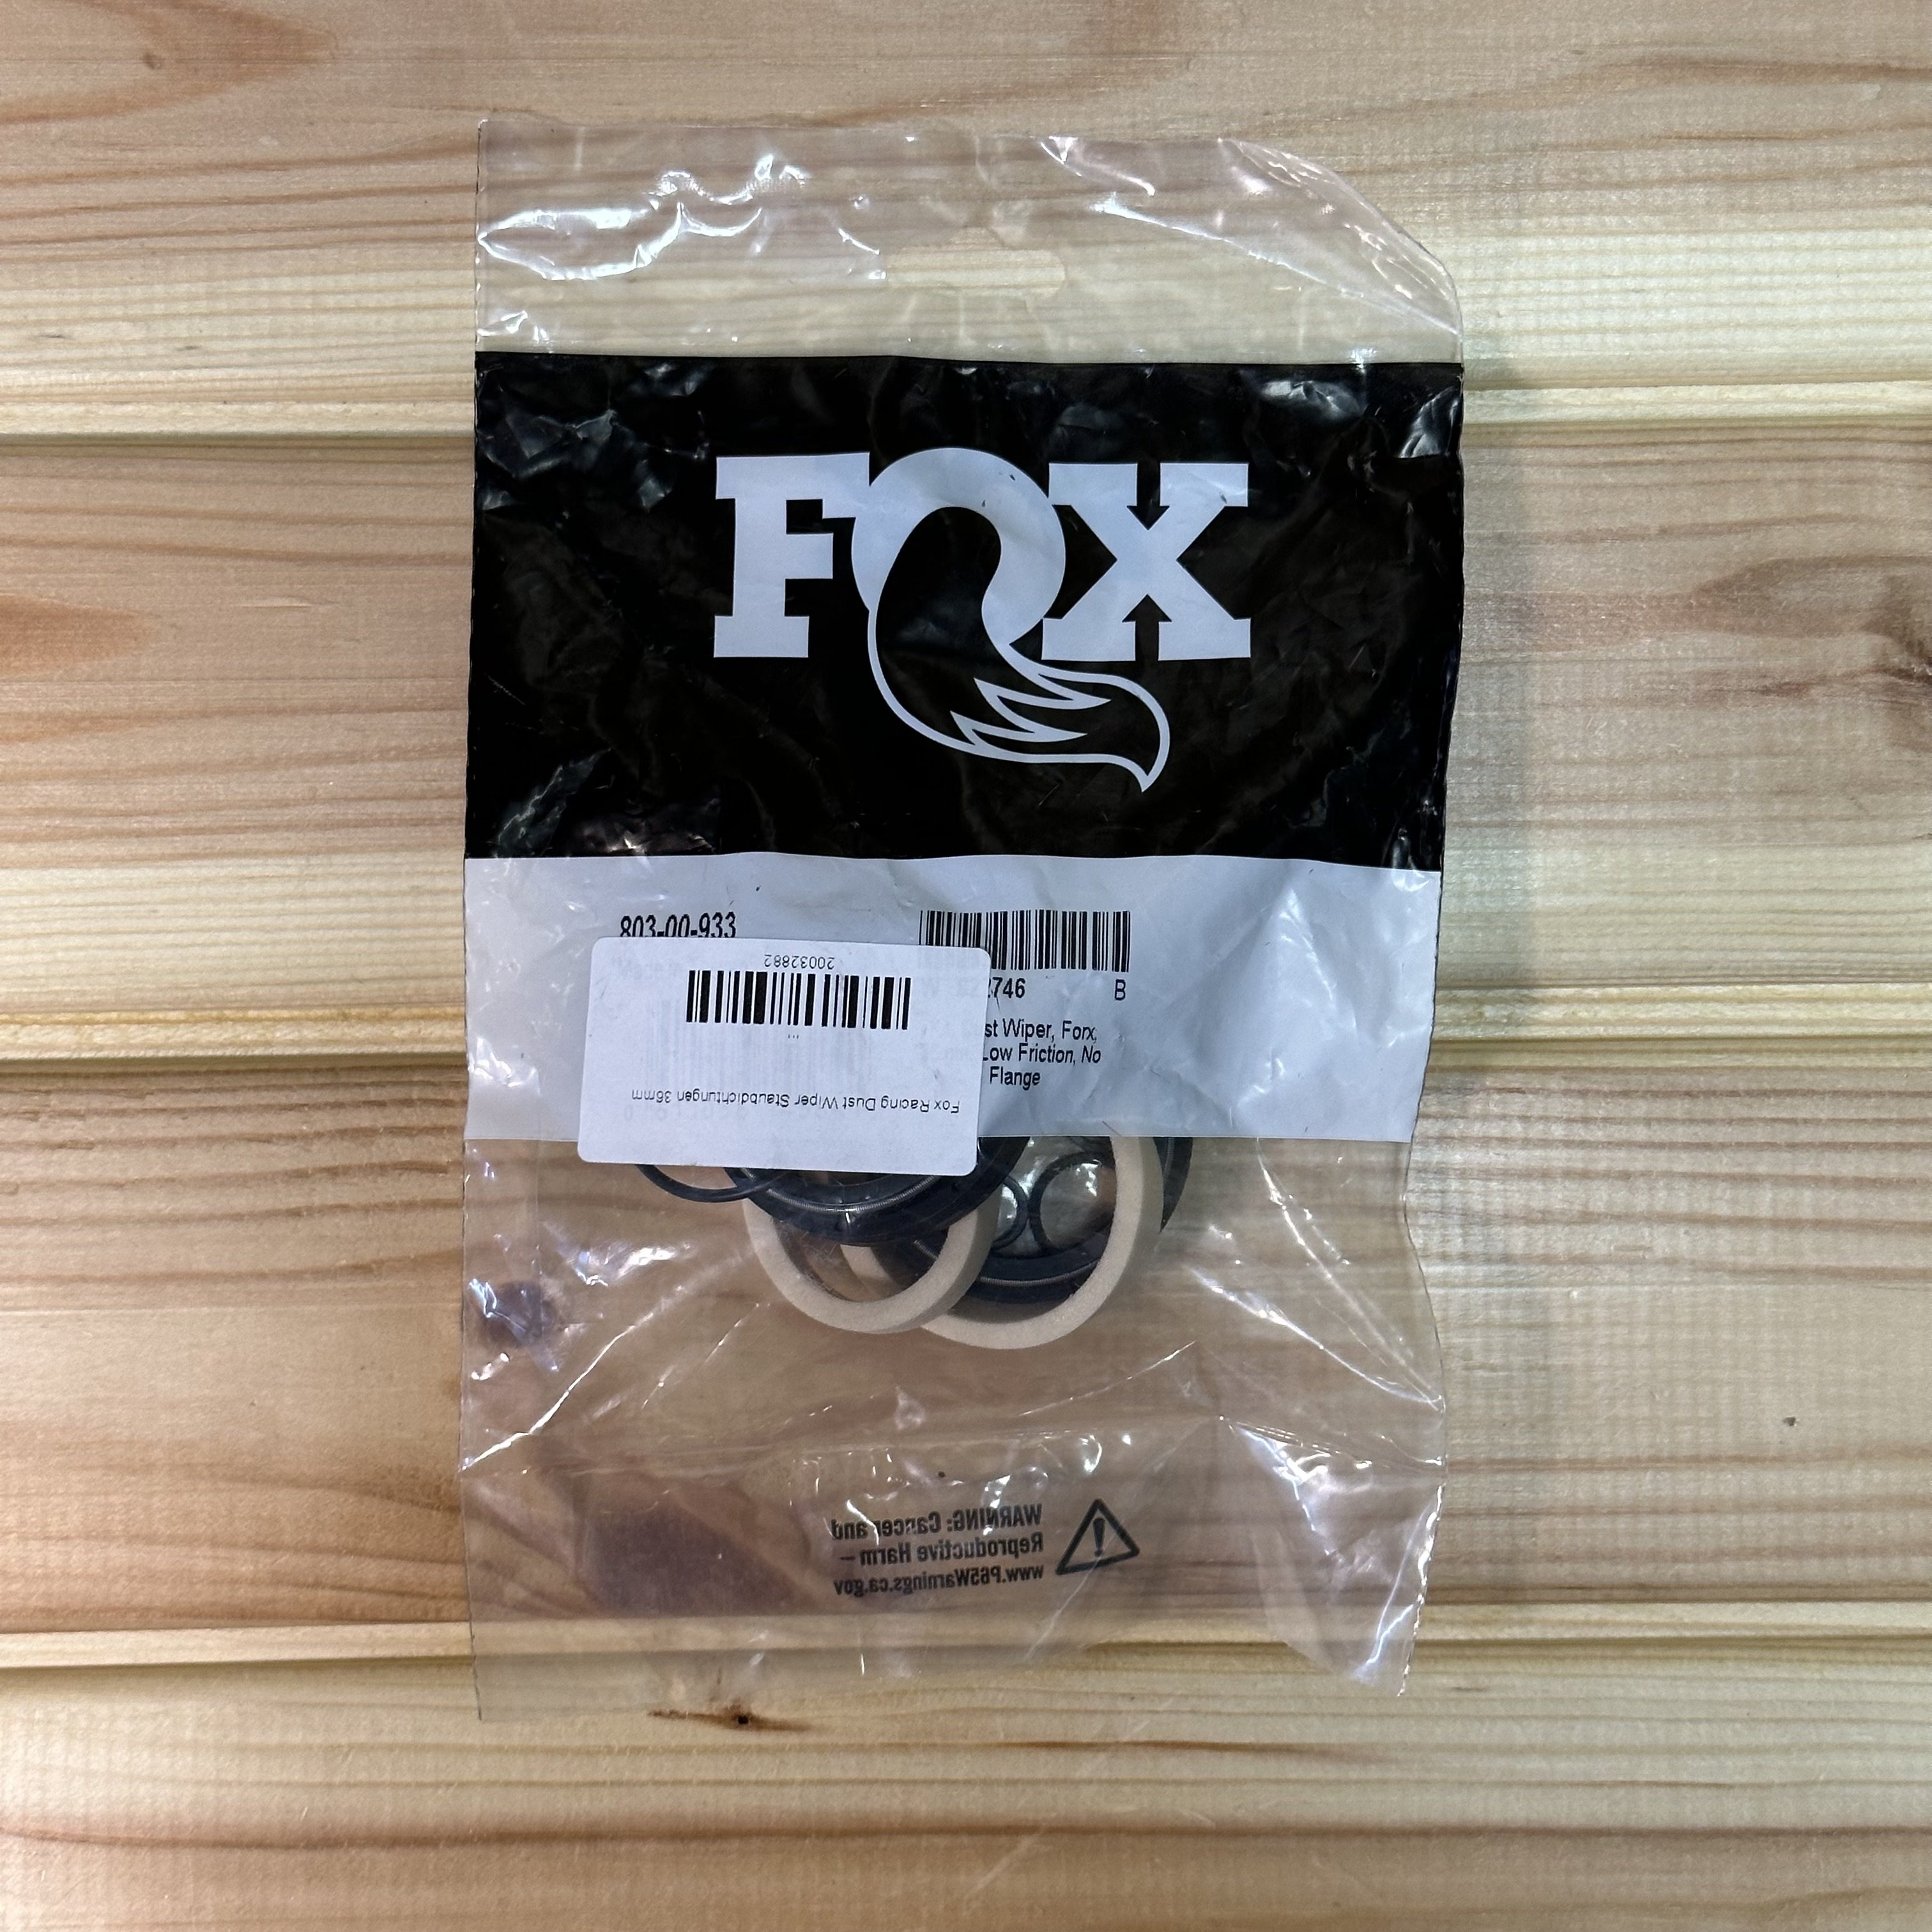 FOX
803-00-933
746 B
st Wiper, Forx,
Low Friction, No
Flange
20032882
Fox Racing Dust Wiper Staubdichtungen 36mm
WARNING: Cancer and
Reproductive Harm –
www.P65Warnings.ca.gov